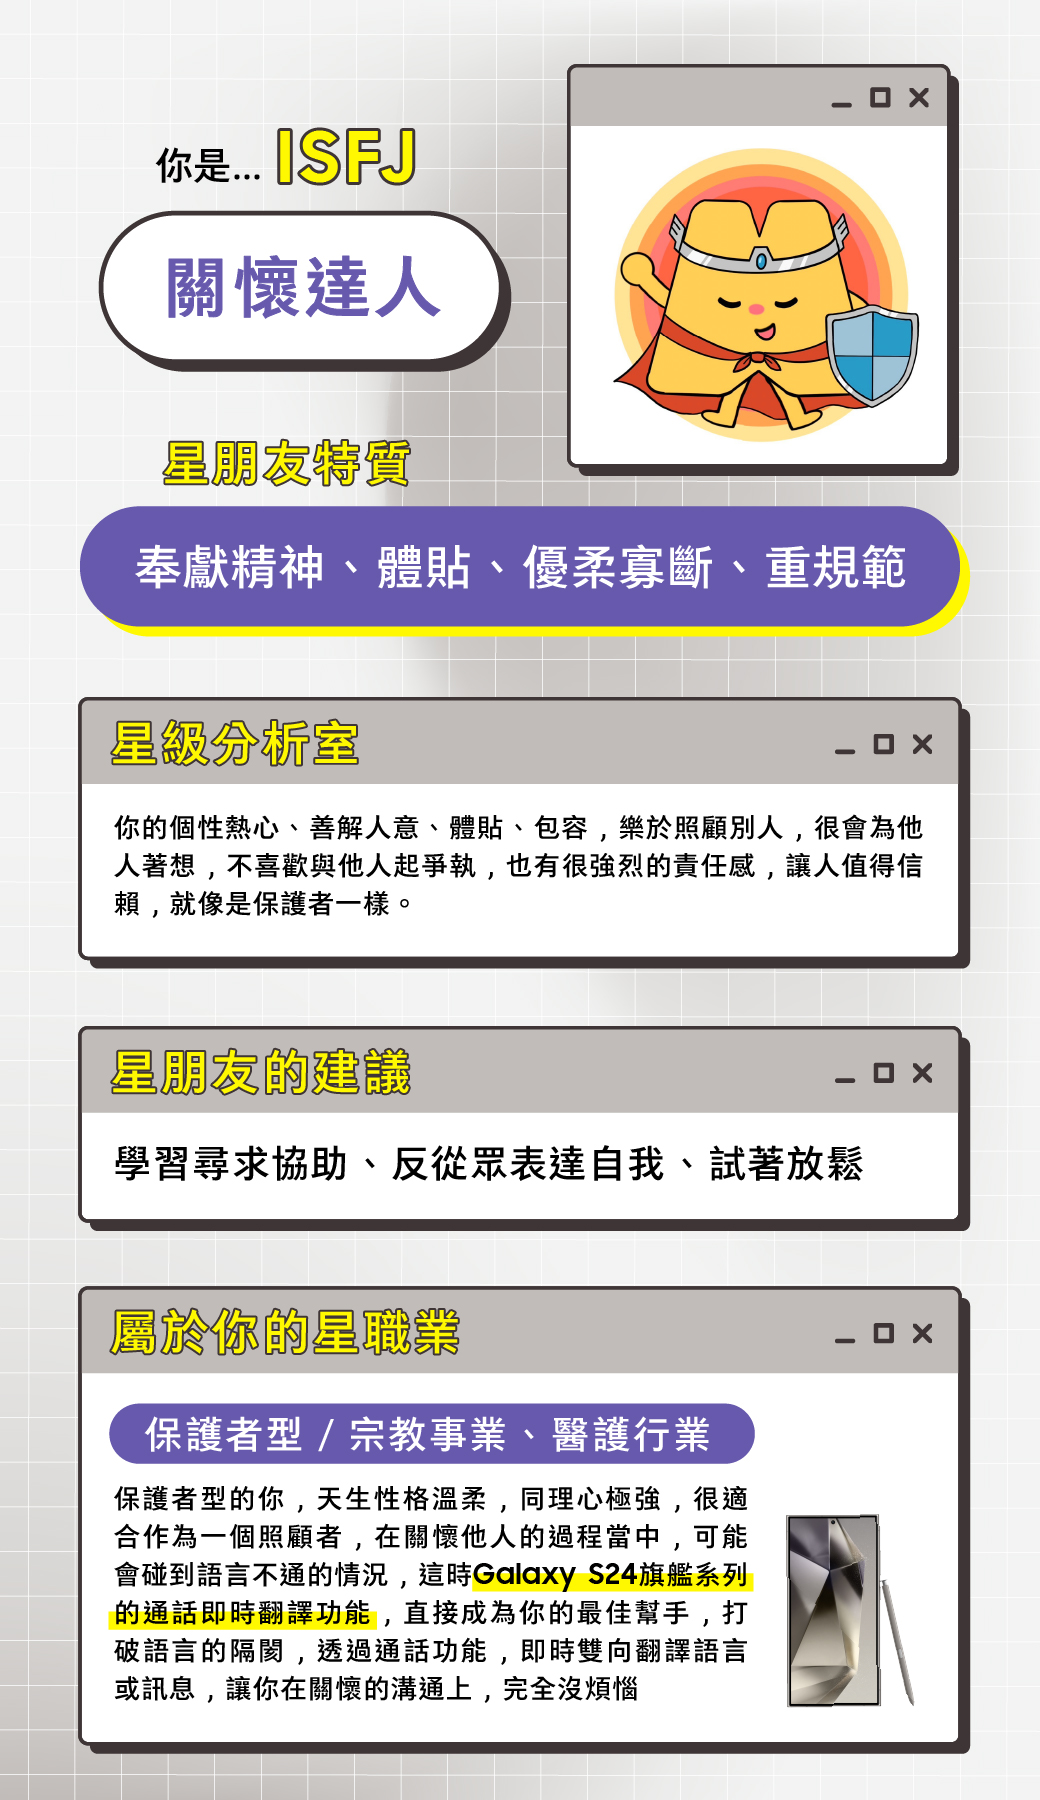 你是... ISFJ
關懷達人
星朋友特質
奉獻精神、體貼、優柔寡斷、重規範
星級分析室
你的個性熱心、善解人意、體貼、包容，樂於照顧別人，很會為他
人著想，不喜歡與他人起爭執，也有很強烈的責任感，讓人值得信
賴，就像是保護者一樣。
星朋友的建議
學習尋求協助、反從眾表達自我、試著放鬆
屬於你的星職業
保護者型 / 宗教事業、醫護行業
保護者型的你，天生性格溫柔，同理心極強，很適
合作為一個照顧者，在關懷他人的過程當中，可能
會碰到語言不通的情況，這時Galaxy S24旗艦系列
的通話即時翻譯功能，直接成為你的最佳幫手，打
破語言的隔閡，透過通話功能，即時雙向翻譯語言
或訊息，讓你在關懷的溝通上，完全沒煩惱